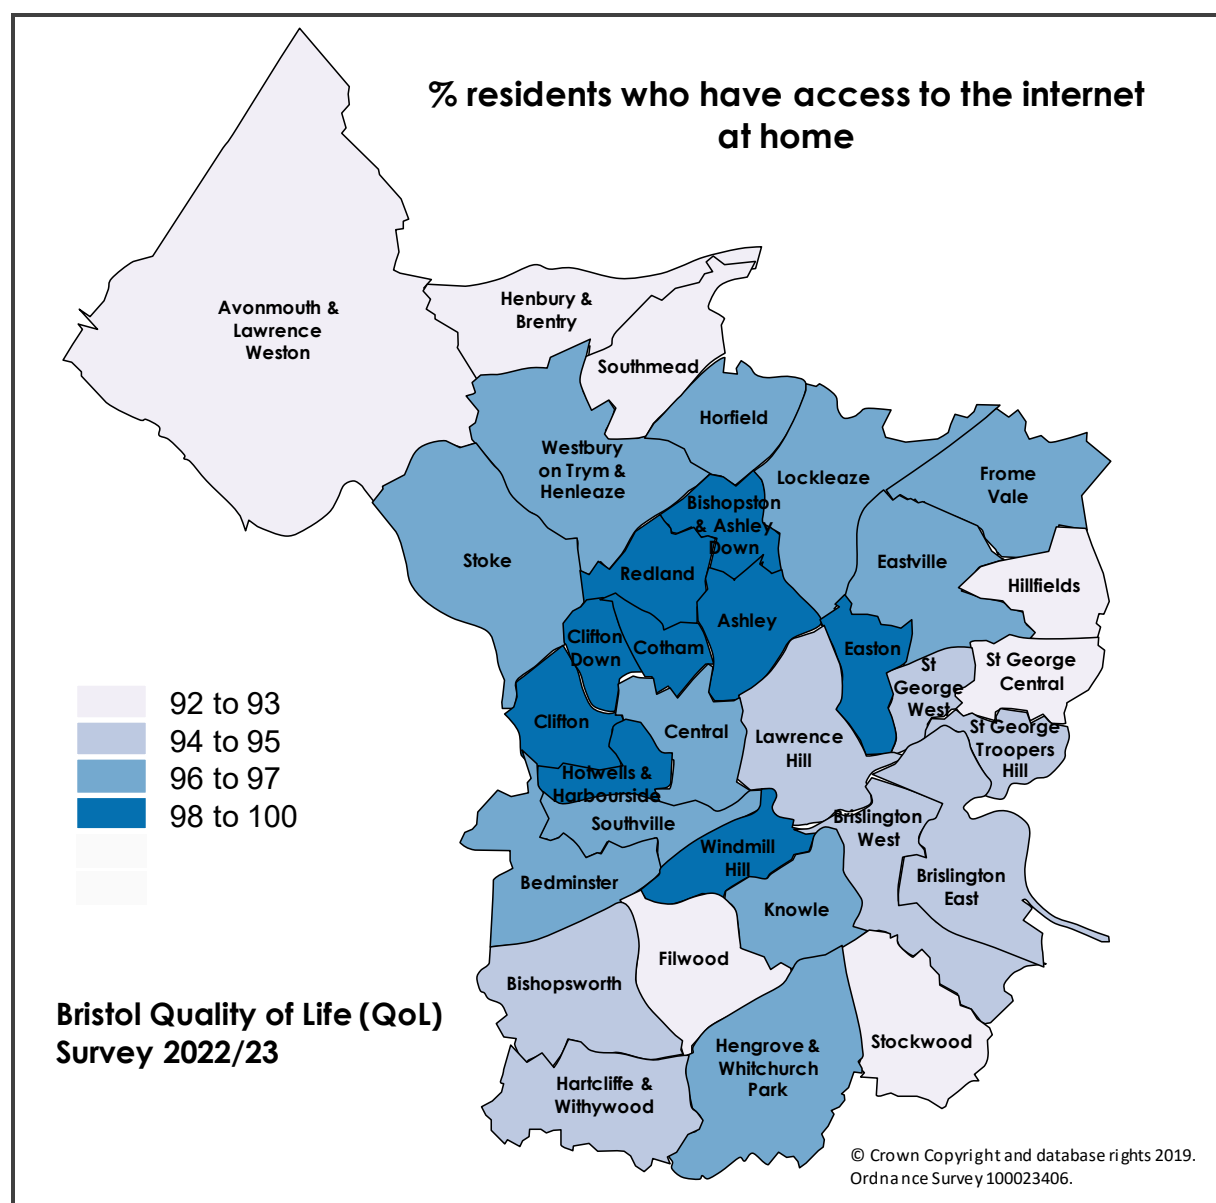 % residents who have access to the internet
at home
Avonmouth &
Lawrence
Weston
Henbury &
Brentry
Southmead
Horfield
Westbury
on Trym &
Henleaze
Lockleaze
Frome
Vale
Bishopston
& Ashley
Down
Stoke
Redland
Eastville
Hillfields
Ashley
Clifton
Down
Cotham
Easton
St
George
West
St George
Central
Clifton
Central
Lawrence
Hill
St George
Troopers
Hill
Hotwells &
Harbourside
Southville
Brislington
West
Windmill
Hill
Bedminster
Brislington
East
Knowle
Filwood
Bishopsworth
Stockwood
Hengrove &
Whitchurch
Park
Hartcliffe &
Withywood
92 to 93
94 to 95
96 to 97
98 to 100
Bristol Quality of Life (QoL)
Survey 2022/23
© Crown Copyright and database rights 2019.
Ordnance Survey 100023406.